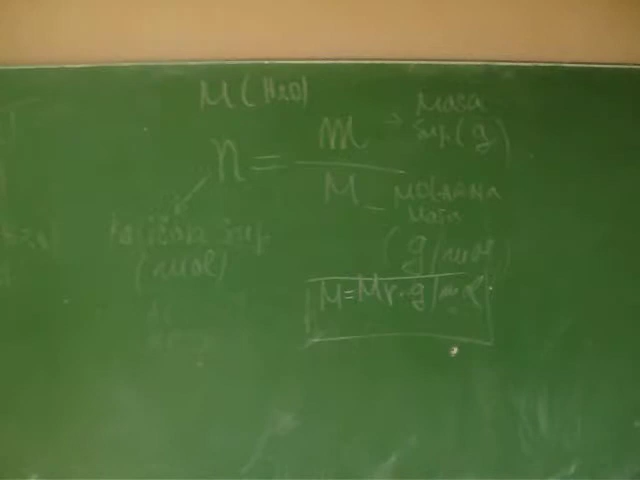 M(H2O)
n = m / M
→ Masa
sup(g)
M – MOLARNA
Masa
(g/mol)
Količina sup
(mol)
M=Mr·g/mol